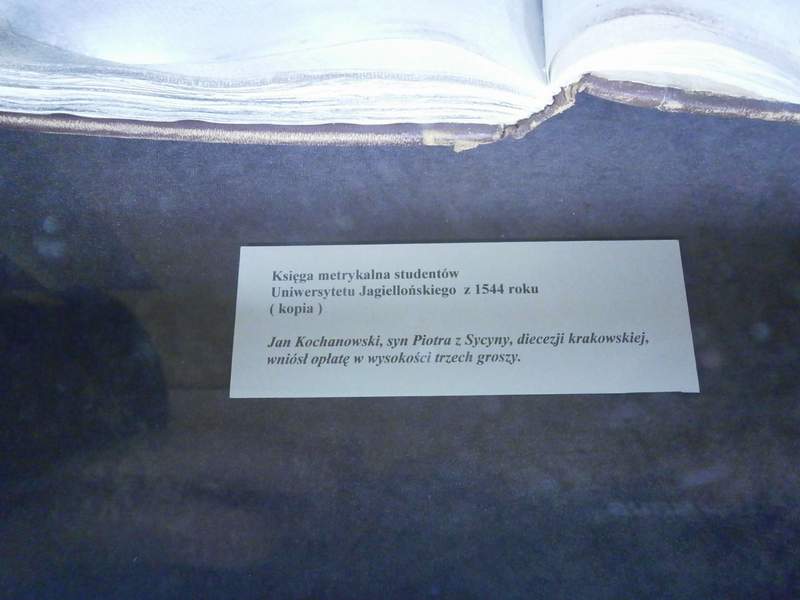 Księga metrykalna studentów
Uniwersytetu Jagiellońskiego z 1544 roku
( kopia )
Jan Kochanowski, syn Piotra z Sycyny, diecezji krakowskiej,
wniósł opłatę w wysokości trzech groszy.